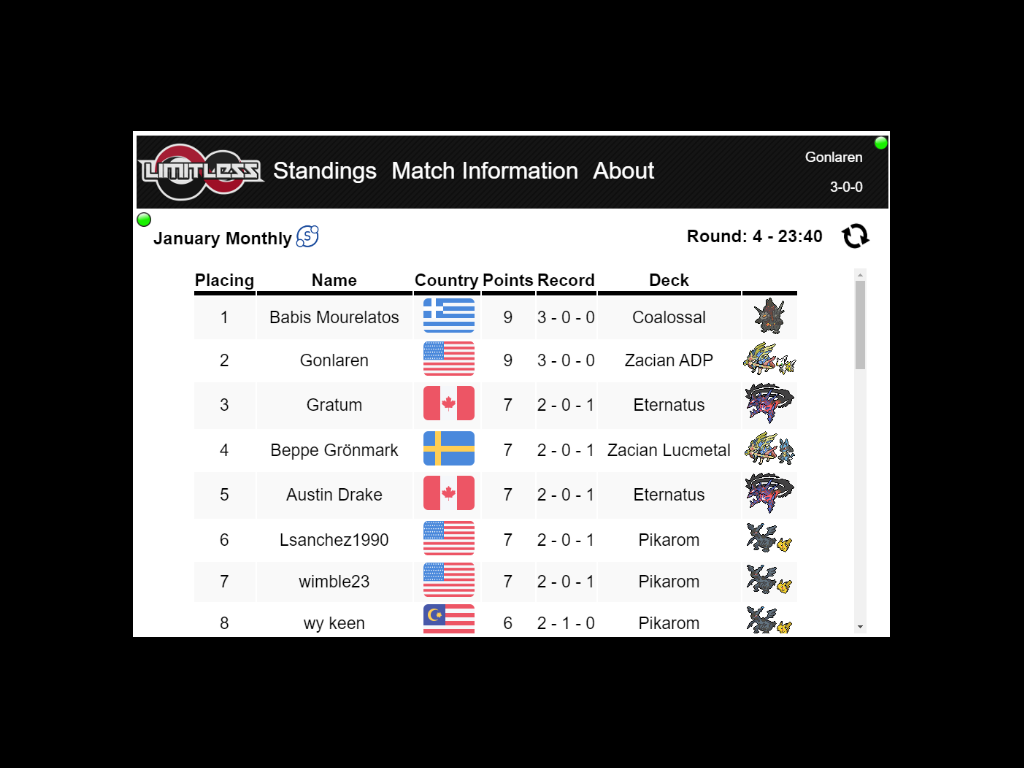 LIMITLESS Standings Match Information About
Gonlaren
3-0-0
January Monthly S
Round: 4 - 23:40
Placing Name Country Points Record Deck
1 Babis Mourelatos 9 3 - 0 - 0 Coalossal
2 Gonlaren 9 3 - 0 - 0 Zacian ADP
3 Gratum 7 2 - 0 - 1 Eternatus
4 Beppe Grönmark 7 2 - 0 - 1 Zacian Lucmetal
5 Austin Drake 7 2 - 0 - 1 Eternatus
6 Lsanchez1990 7 2 - 0 - 1 Pikarom
7 wimble23 7 2 - 0 - 1 Pikarom
8 wy keen 6 2 - 1 - 0 Pikarom